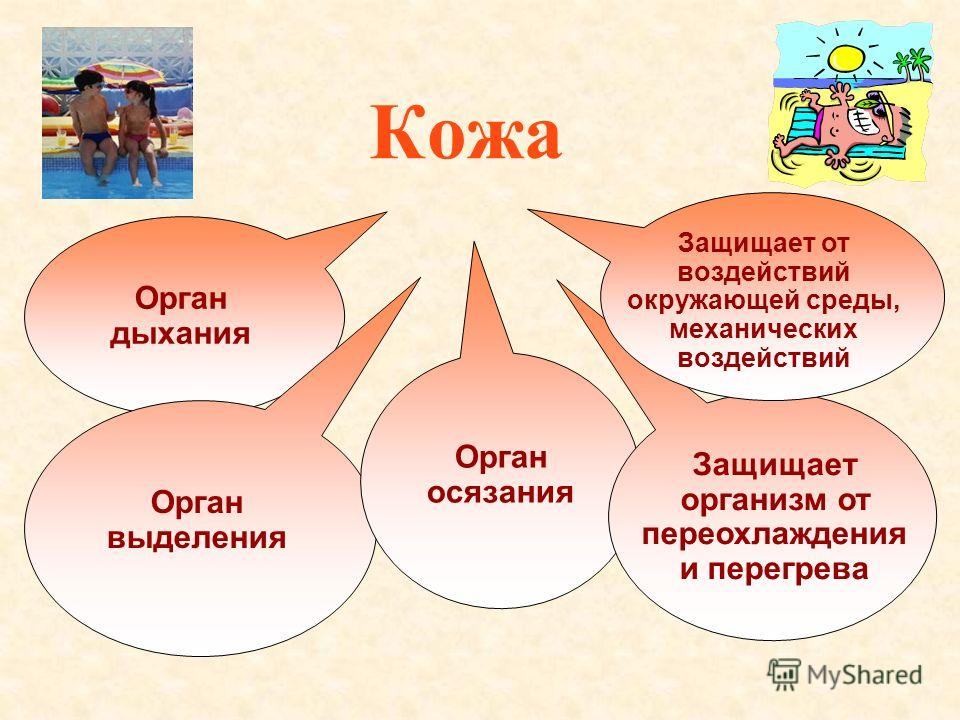 Кожа
Орган
дыхания
Защищает от
воздействий
окружающей среды,
механических
воздействий
Орган
выделения
Орган
осязания
Защищает
организм от
переохлаждения
и перегрева
MyShared